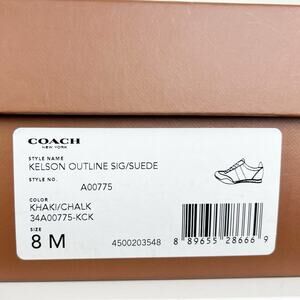 COACH
NEW YORK
STYLE NAME
KELSON OUTLINE SIG/SUEDE
STYLE NO.
A00775
COLOR
KHAKI/CHALK
34A00775-KCK
SIZE
8 M
4500203548
8 89655 28666 9